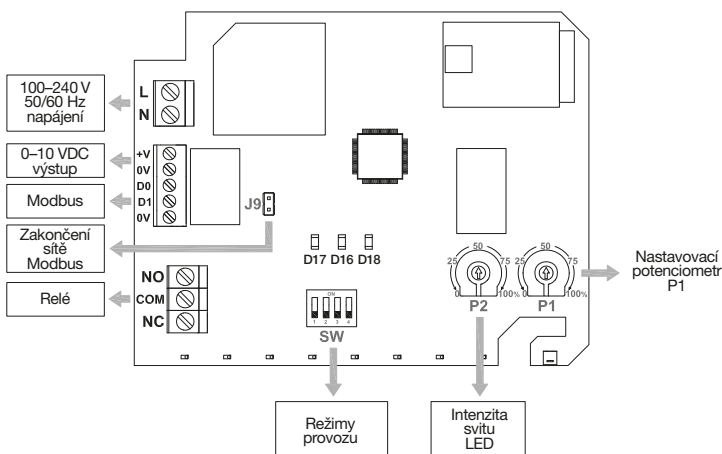 100–240 V
50/60 Hz
napájení
L
N
0–10 VDC
výstup
+V
0V
D0
D1
0V
Modbus
J9
Zakončení
sítě
Modbus
D17 D16 D18
Relé
NO
COM
NC
ON
1 2 3 4
SW
0 25 50 75 100%
P2
0 25 50 75 100%
P1
Nastavovací
potenciometr
P1
Režimy
provozu
Intenzita
svitu
LED